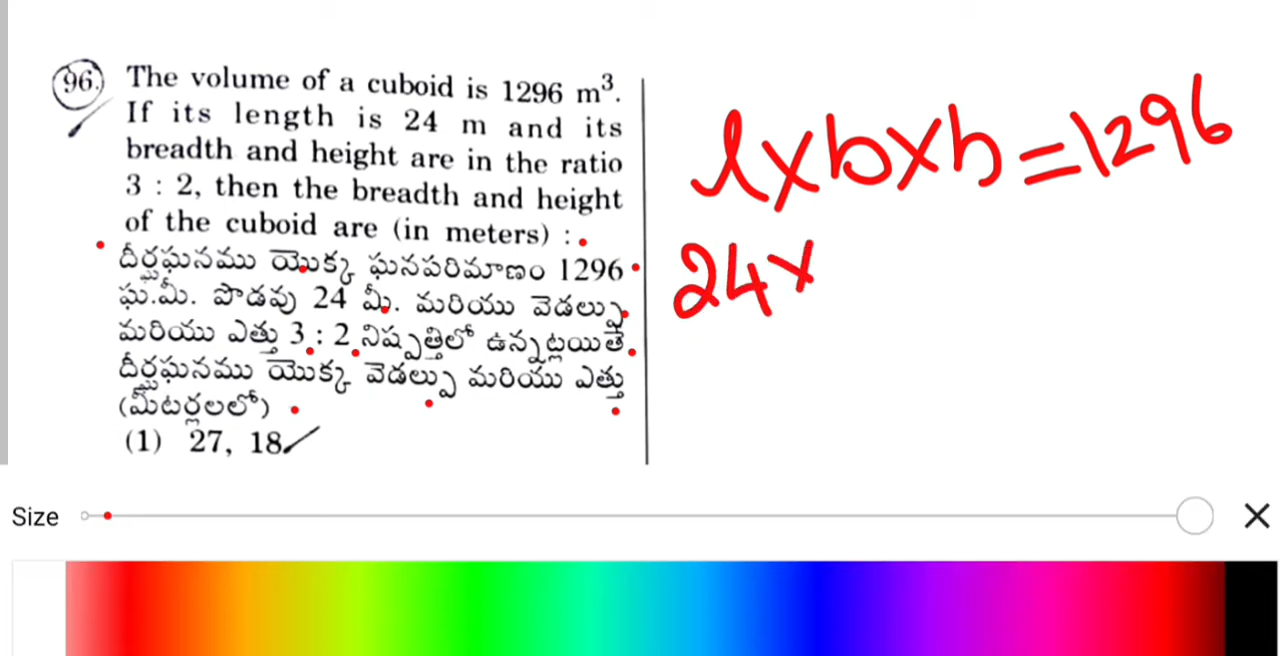 96. The volume of a cuboid is 1296 m³.
If its length is 24 m and its
breadth and height are in the ratio
3 : 2, then the breadth and height
of the cuboid are (in meters) :
దీర్ఘఘనము యొక్క ఘనపరిమాణం 1296
ఘ.మీ. పొడవు 24 మీ. మరియు వెడల్పు
మరియు ఎత్తు 3 : 2 నిష్పత్తిలో ఉన్నట్లయితే
దీర్ఘఘనము యొక్క వెడల్పు మరియు ఎత్తు
(మీటర్లలలో)
(1) 27, 18
l×b×h=1296
24×
Size